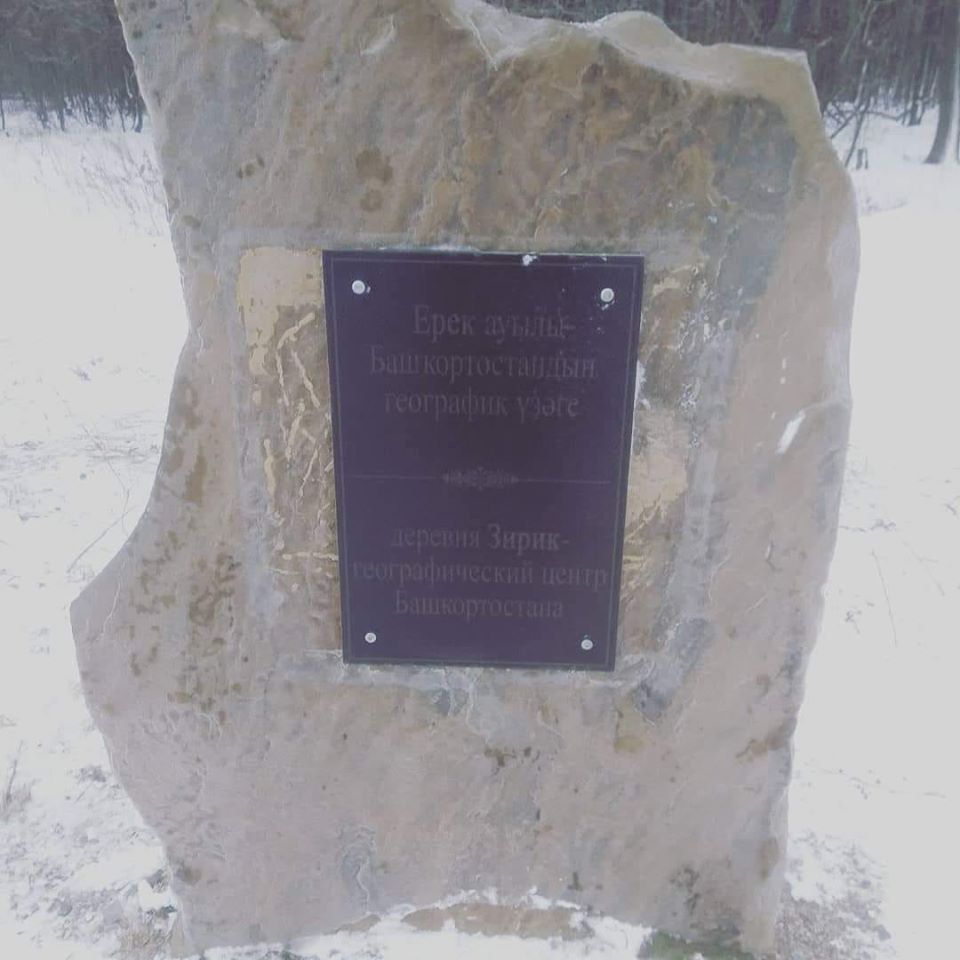 Ерек ауылы-
Башкортостандың
географик үҙәге
деревня Зирик-
географический центр
Башкортостана